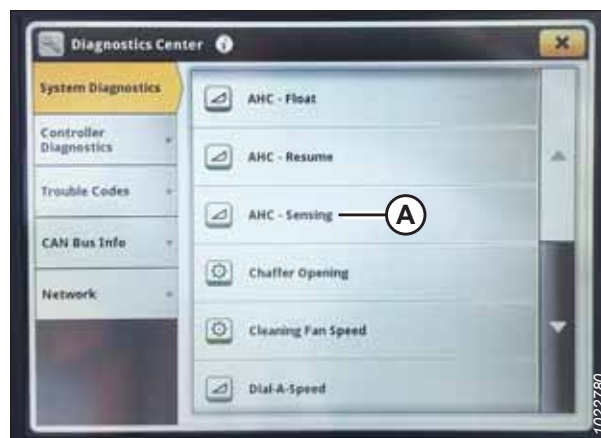 Diagnostics Center
System Diagnostics
Controller
Diagnostics
Trouble Codes
CAN Bus Info
Network
AHC - Float
AHC - Resume
AHC - Sensing
A
Chaffer Opening
Cleaning Fan Speed
Dial-A-Speed
1022780